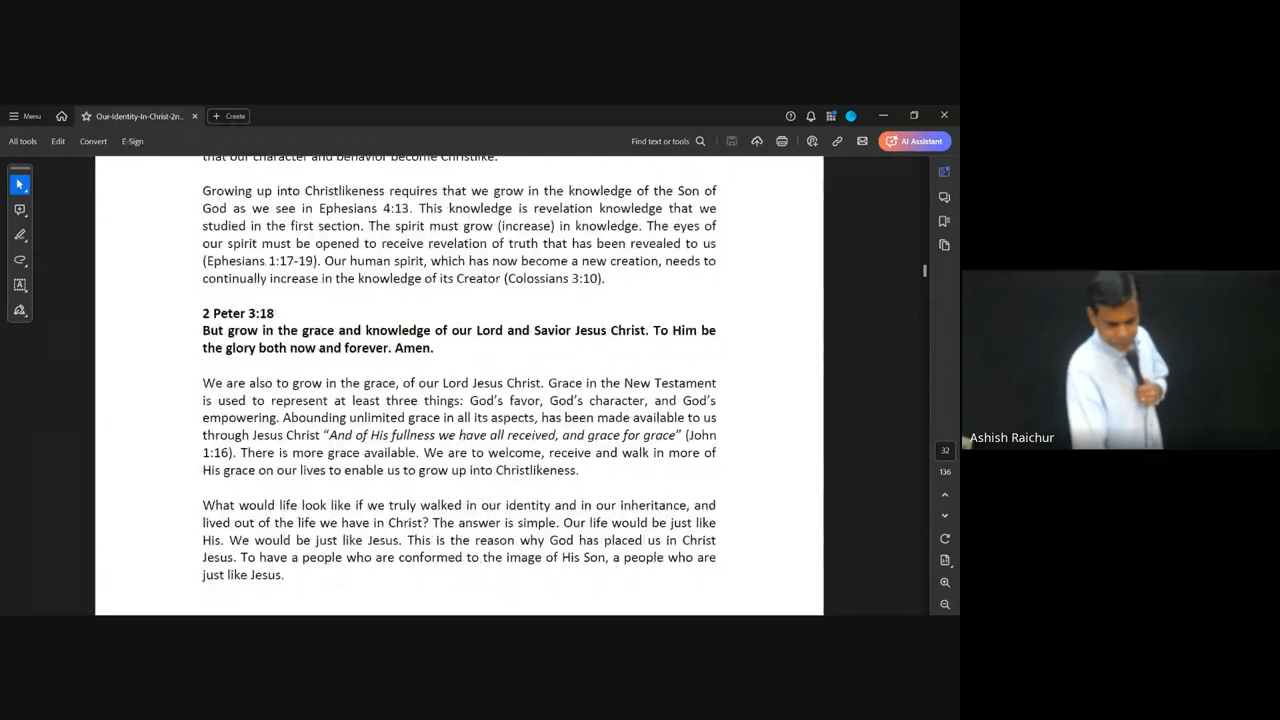 Menu
Our-Identity-In-Christ-2n...
Create
All tools
Edit
Convert
E-Sign
Find text or tools
AI Assistant
that our character and behavior become Christlike.
Growing up into Christlikeness requires that we grow in the knowledge of the Son of
God as we see in Ephesians 4:13. This knowledge is revelation knowledge that we
studied in the first section. The spirit must grow (increase) in knowledge. The eyes of
our spirit must be opened to receive revelation of truth that has been revealed to us
(Ephesians 1:17-19). Our human spirit, which has now become a new creation, needs to
continually increase in the knowledge of its Creator (Colossians 3:10).
2 Peter 3:18
But grow in the grace and knowledge of our Lord and Savior Jesus Christ. To Him be
the glory both now and forever. Amen.
We are also to grow in the grace, of our Lord Jesus Christ. Grace in the New Testament
is used to represent at least three things: God's favor, God's character, and God's
empowering. Abounding unlimited grace in all its aspects, has been made available to us
through Jesus Christ “And of His fullness we have all received, and grace for grace” (John
1:16). There is more grace available. We are to welcome, receive and walk in more of
His grace on our lives to enable us to grow up into Christlikeness.
What would life look like if we truly walked in our identity and in our inheritance, and
lived out of the life we have in Christ? The answer is simple. Our life would be just like
His. We would be just like Jesus. This is the reason why God has placed us in Christ
Jesus. To have a people who are conformed to the image of His Son, a people who are
just like Jesus.
32
136
Ashish Raichur